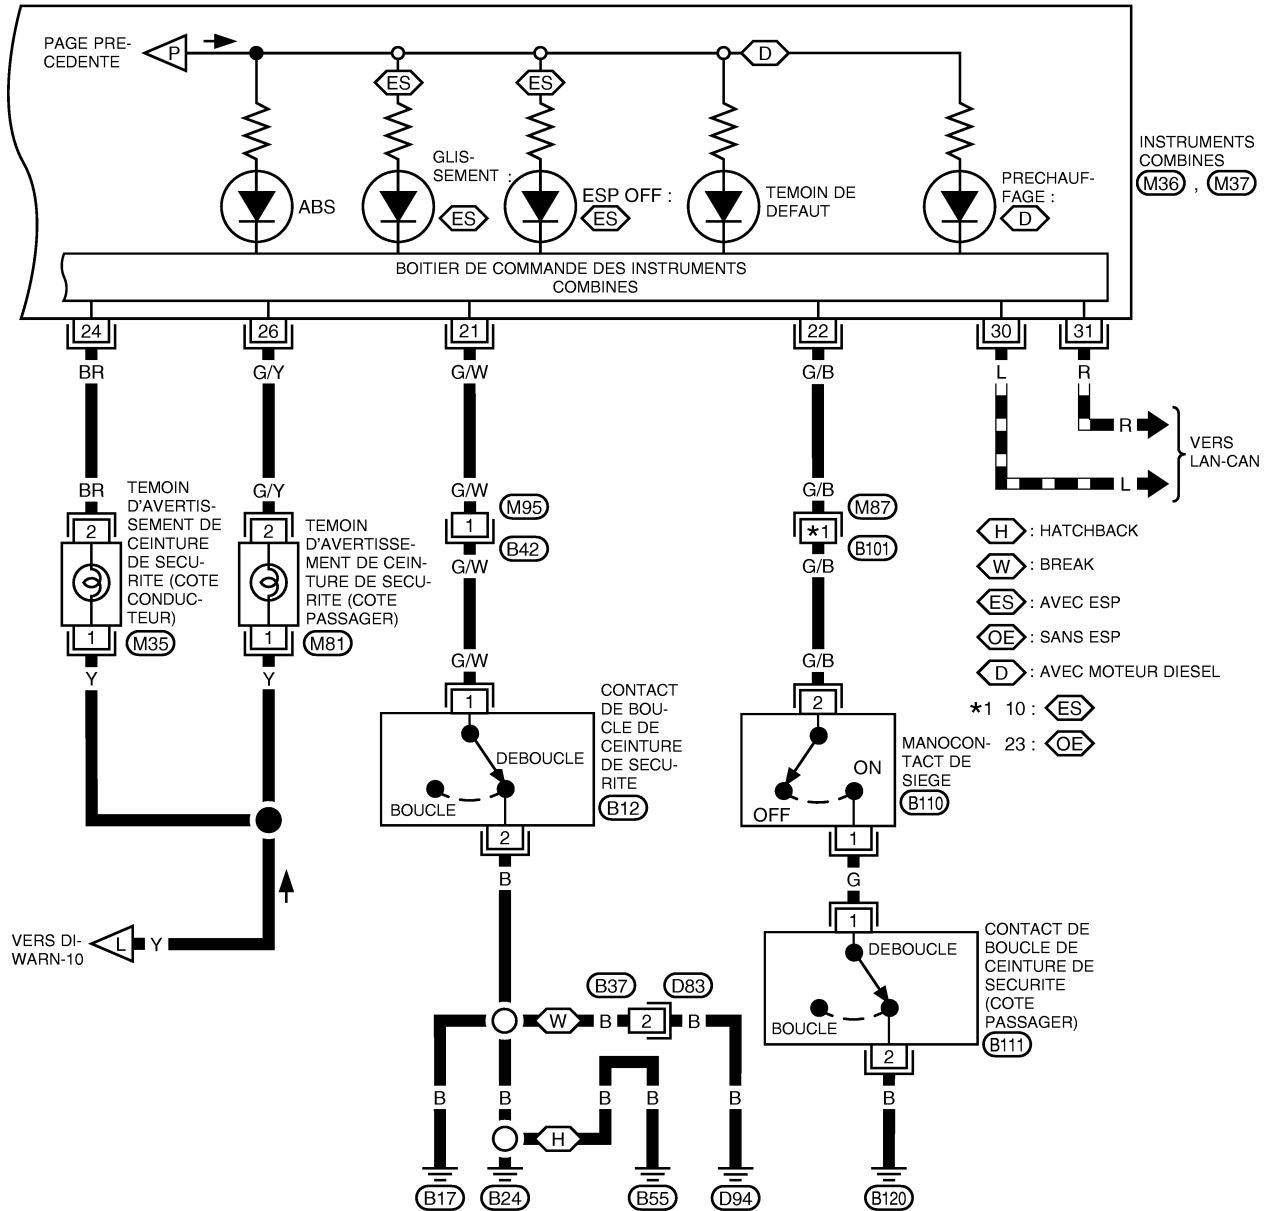 PAGE PRE-
CEDENTE
P
ES
ES
D
GLIS-
SEMENT :
ES
ABS
ESP OFF :
ES
TEMOIN DE
DEFAUT
PRECHAUF-
FAGE :
D
INSTRUMENTS
COMBINES
M36 , M37
BOITIER DE COMMANDE DES INSTRUMENTS
COMBINES
24
26
21
22
30
31
BR
G/Y
G/W
G/B
L
R
R
L
VERS
LAN-CAN
BR
G/Y
G/W
G/B
2
TEMOIN
D'AVERTIS-
SEMENT DE
CEINTURE
DE SECU-
RITE (COTE
CONDUC-
TEUR)
1
M35
2
TEMOIN
D'AVERTISSE-
MENT DE CEIN-
TURE DE SECU-
RITE (COTE
PASSAGER)
1
M81
M95
1
B42
G/W
M87
*1
B101
G/B
H : HATCHBACK
W : BREAK
ES : AVEC ESP
OE : SANS ESP
D : AVEC MOTEUR DIESEL
*1 10 : ES
23 : OE
Y
Y
G/W
G/B
1
DEBOUCLE
BOUCLE
2
CONTACT
DE BOU-
CLE DE
CEINTURE
DE SECU-
RITE
B12
2
ON
OFF
1
MANOCON-
TACT DE
SIEGE
B110
B
G
VERS DI-
WARN-10
L
Y
1
DEBOUCLE
BOUCLE
2
CONTACT DE
BOUCLE DE
CEINTURE DE
SECURITE
(COTE
PASSAGER)
B111
B37
D83
W
B
2
B
B
B
B
B
B
B
H
B17
B24
B55
D94
B120